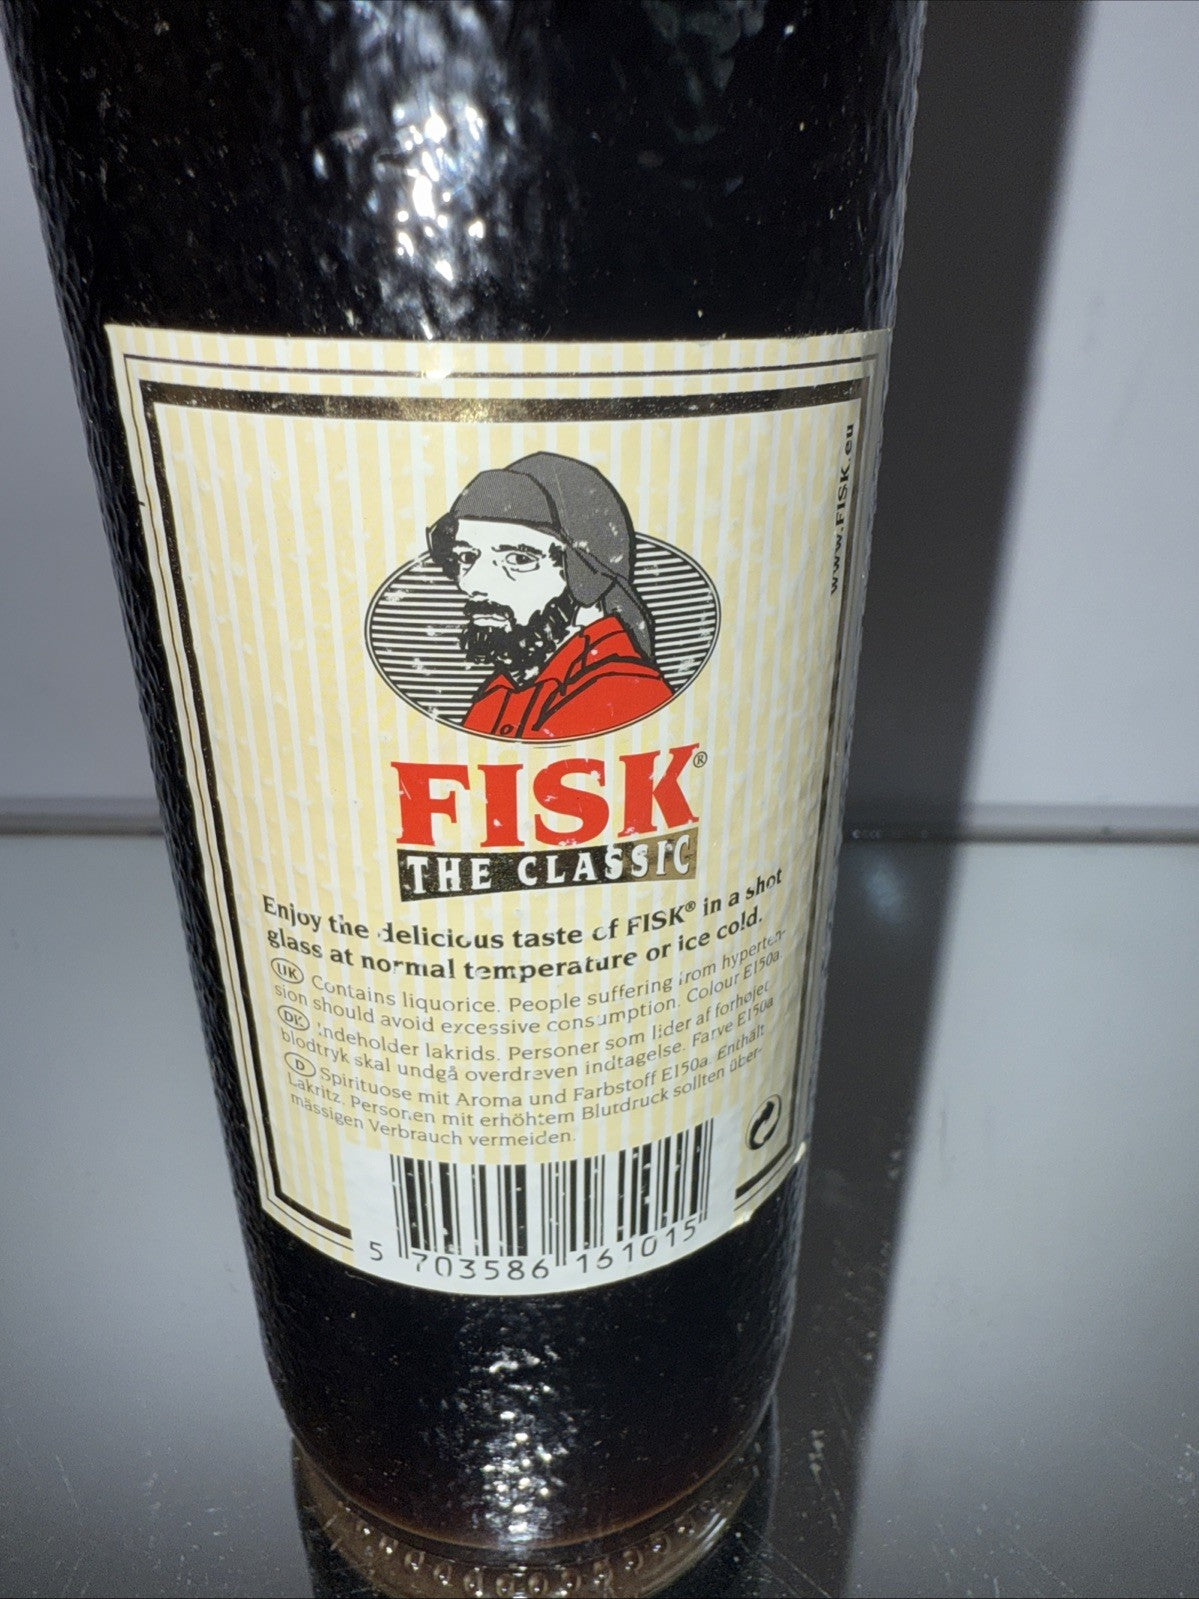 www.FISK.eu
FISK®
THE CLASSIC
Enjoy the delicious taste of FISK® in a shot
glass at normal temperature or ice cold.
UK Contains liquorice. People suffering from hyperten-
sion should avoid excessive consumption. Colour E150a
DK Indeholder lakrids. Personer som lider af forhøjet
blodtryk skal undgå overdreven indtagelse. Farve E150a
D Spirituose mit Aroma und Farbstoff E150a. Enthält
Lakritz. Personen mit erhöhtem Blutdruck sollten über-
mässigen Verbrauch vermeiden.
5 703586 161015